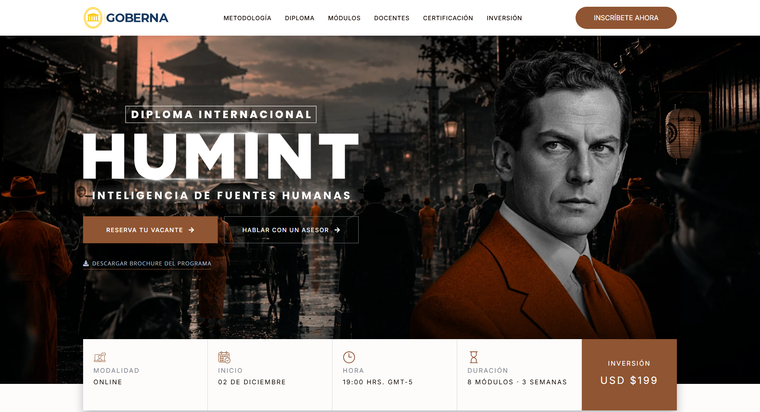 GOBERNA
METODOLOGÍA DIPLOMA MÓDULOS DOCENTES CERTIFICACIÓN INVERSIÓN
INSCRÍBETE AHORA
DIPLOMA INTERNACIONAL
HUMINT
INTELIGENCIA DE FUENTES HUMANAS
RESERVA TU VACANTE →
HABLAR CON UN ASESOR →
DESCARGAR BROCHURE DEL PROGRAMA
MODALIDAD
ONLINE
INICIO
02 DE DICIEMBRE
HORA
19:00 HRS. GMT-5
DURACIÓN
8 MÓDULOS · 3 SEMANAS
INVERSIÓN
USD $199